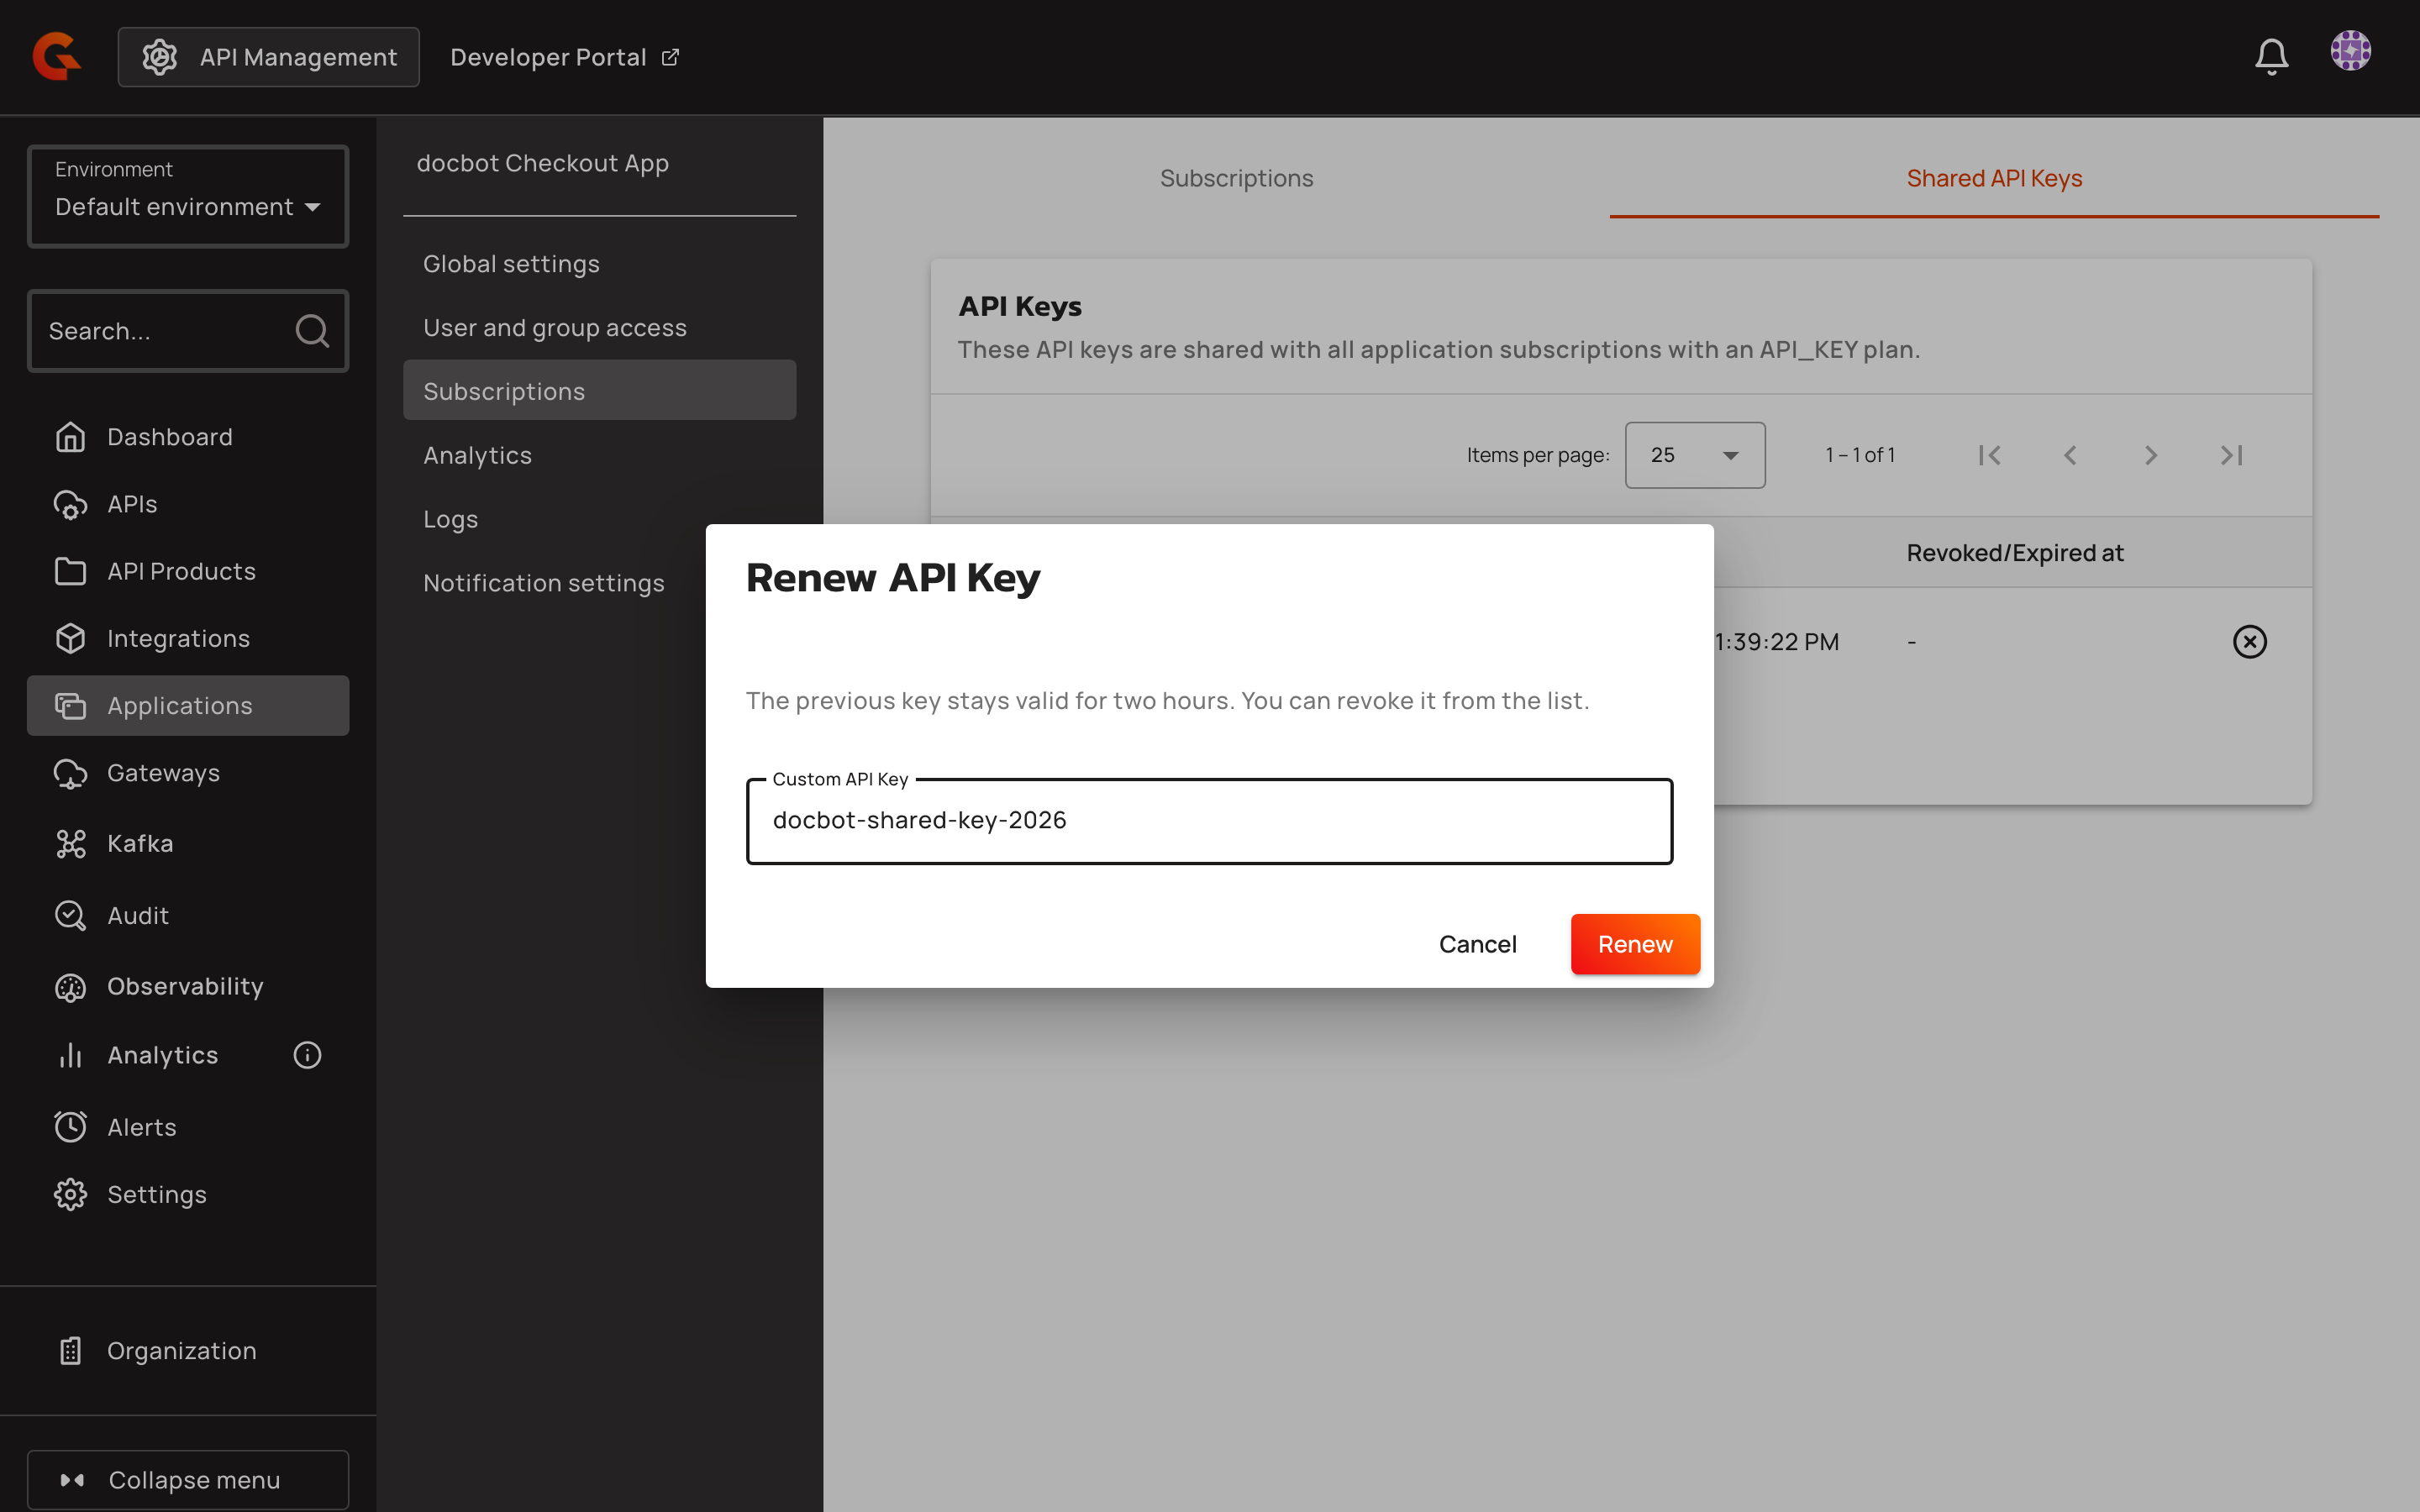 API Management
Developer Portal
Environment
Default environment
Search...
Dashboard
APIs
API Products
Integrations
Applications
Gateways
Kafka
Audit
Observability
Analytics
Alerts
Settings
Organization
Collapse menu
docbot Checkout App
Global settings
User and group access
Subscriptions
Analytics
Logs
Notification settings
Subscriptions
Shared API Keys
API Keys
These API keys are shared with all application subscriptions with an API_KEY plan.
Items per page:
25
1 – 1 of 1
Revoked/Expired at
1:39:22 PM
-
Renew API Key
The previous key stays valid for two hours. You can revoke it from the list.
Custom API Key
docbot-shared-key-2026
Cancel
Renew